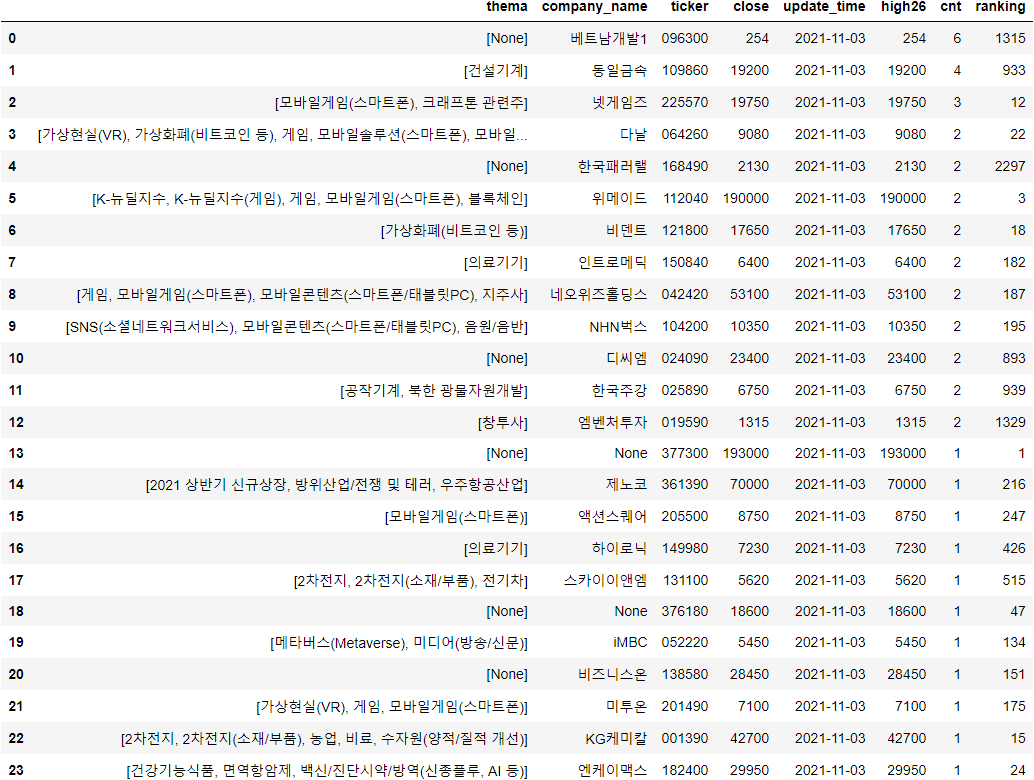 thema company_name ticker close update_time high26 cnt ranking
0 [None] 베트남개발1 096300 254 2021-11-03 254 6 1315
1 [건설기계] 동일금속 109860 19200 2021-11-03 19200 4 933
2 [모바일게임(스마트폰), 크래프톤 관련주] 넷게임즈 225570 19750 2021-11-03 19750 3 12
3 [가상현실(VR), 가상화폐(비트코인 등), 게임, 모바일솔루션(스마트폰), 모바일... 다날 064260 9080 2021-11-03 9080 2 22
4 [None] 한국패러랠 168490 2130 2021-11-03 2130 2 2297
5 [K-뉴딜지수, K-뉴딜지수(게임), 게임, 모바일게임(스마트폰), 블록체인] 위메이드 112040 190000 2021-11-03 190000 2 3
6 [가상화폐(비트코인 등)] 비덴트 121800 17650 2021-11-03 17650 2 18
7 [의료기기] 인트로메딕 150840 6400 2021-11-03 6400 2 182
8 [게임, 모바일게임(스마트폰), 모바일콘텐츠(스마트폰/태블릿PC), 지주사] 네오위즈홀딩스 042420 53100 2021-11-03 53100 2 187
9 [SNS(소셜네트워크서비스), 모바일콘텐츠(스마트폰/태블릿PC), 음원/음반] NHN벅스 104200 10350 2021-11-03 10350 2 195
10 [None] 디씨엠 024090 23400 2021-11-03 23400 2 893
11 [공작기계, 북한 광물자원개발] 한국주강 025890 6750 2021-11-03 6750 2 939
12 [창투사] 엠벤처투자 019590 1315 2021-11-03 1315 2 1329
13 [None] None 377300 193000 2021-11-03 193000 1 1
14 [2021 상반기 신규상장, 방위산업/전쟁 및 테러, 우주항공산업] 제노코 361390 70000 2021-11-03 70000 1 216
15 [모바일게임(스마트폰)] 액션스퀘어 205500 8750 2021-11-03 8750 1 247
16 [의료기기] 하이로닉 149980 7230 2021-11-03 7230 1 426
17 [2차전지, 2차전지(소재/부품), 전기차] 스카이이앤엠 131100 5620 2021-11-03 5620 1 515
18 [None] None 376180 18600 2021-11-03 18600 1 47
19 [메타버스(Metaverse), 미디어(방송/신문)] iMBC 052220 5450 2021-11-03 5450 1 134
20 [None] 비즈니스온 138580 28450 2021-11-03 28450 1 151
21 [가상현실(VR), 게임, 모바일게임(스마트폰)] 미투온 201490 7100 2021-11-03 7100 1 175
22 [2차전지, 2차전지(소재/부품), 농업, 비료, 수자원(양적/질적 개선)] KG케미칼 001390 42700 2021-11-03 42700 1 15
23 [건강기능식품, 면역항암제, 백신/진단시약/방역(신종플루, AI 등)] 엔케이맥스 182400 29950 2021-11-03 29950 1 24